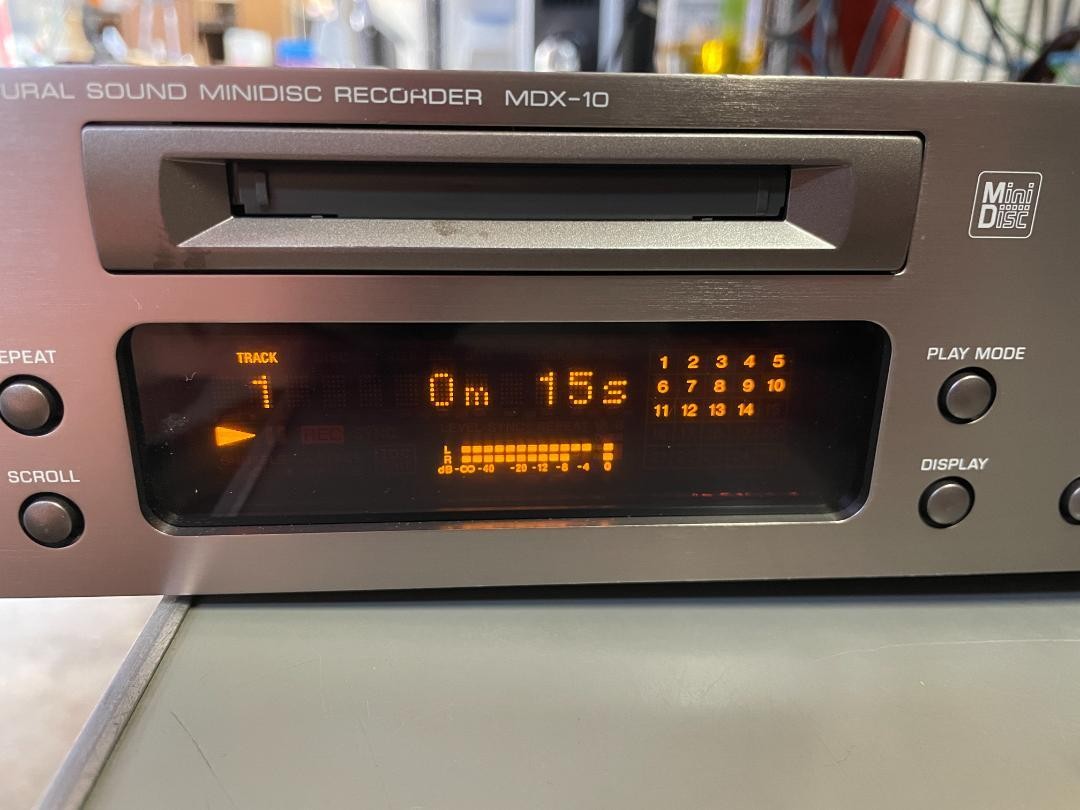 URAL SOUND MINIDISC RECORDER MDX-10
Mini
Disc
EPEAT
SCROLL
TRACK
1
0m 15s
1 2 3 4 5
6 7 8 9 10
11 12 13 14
REC
LEVEL SYNC
L
R
dB-∞ -40 -20 -12 -8 -4 0
PLAY MODE
DISPLAY